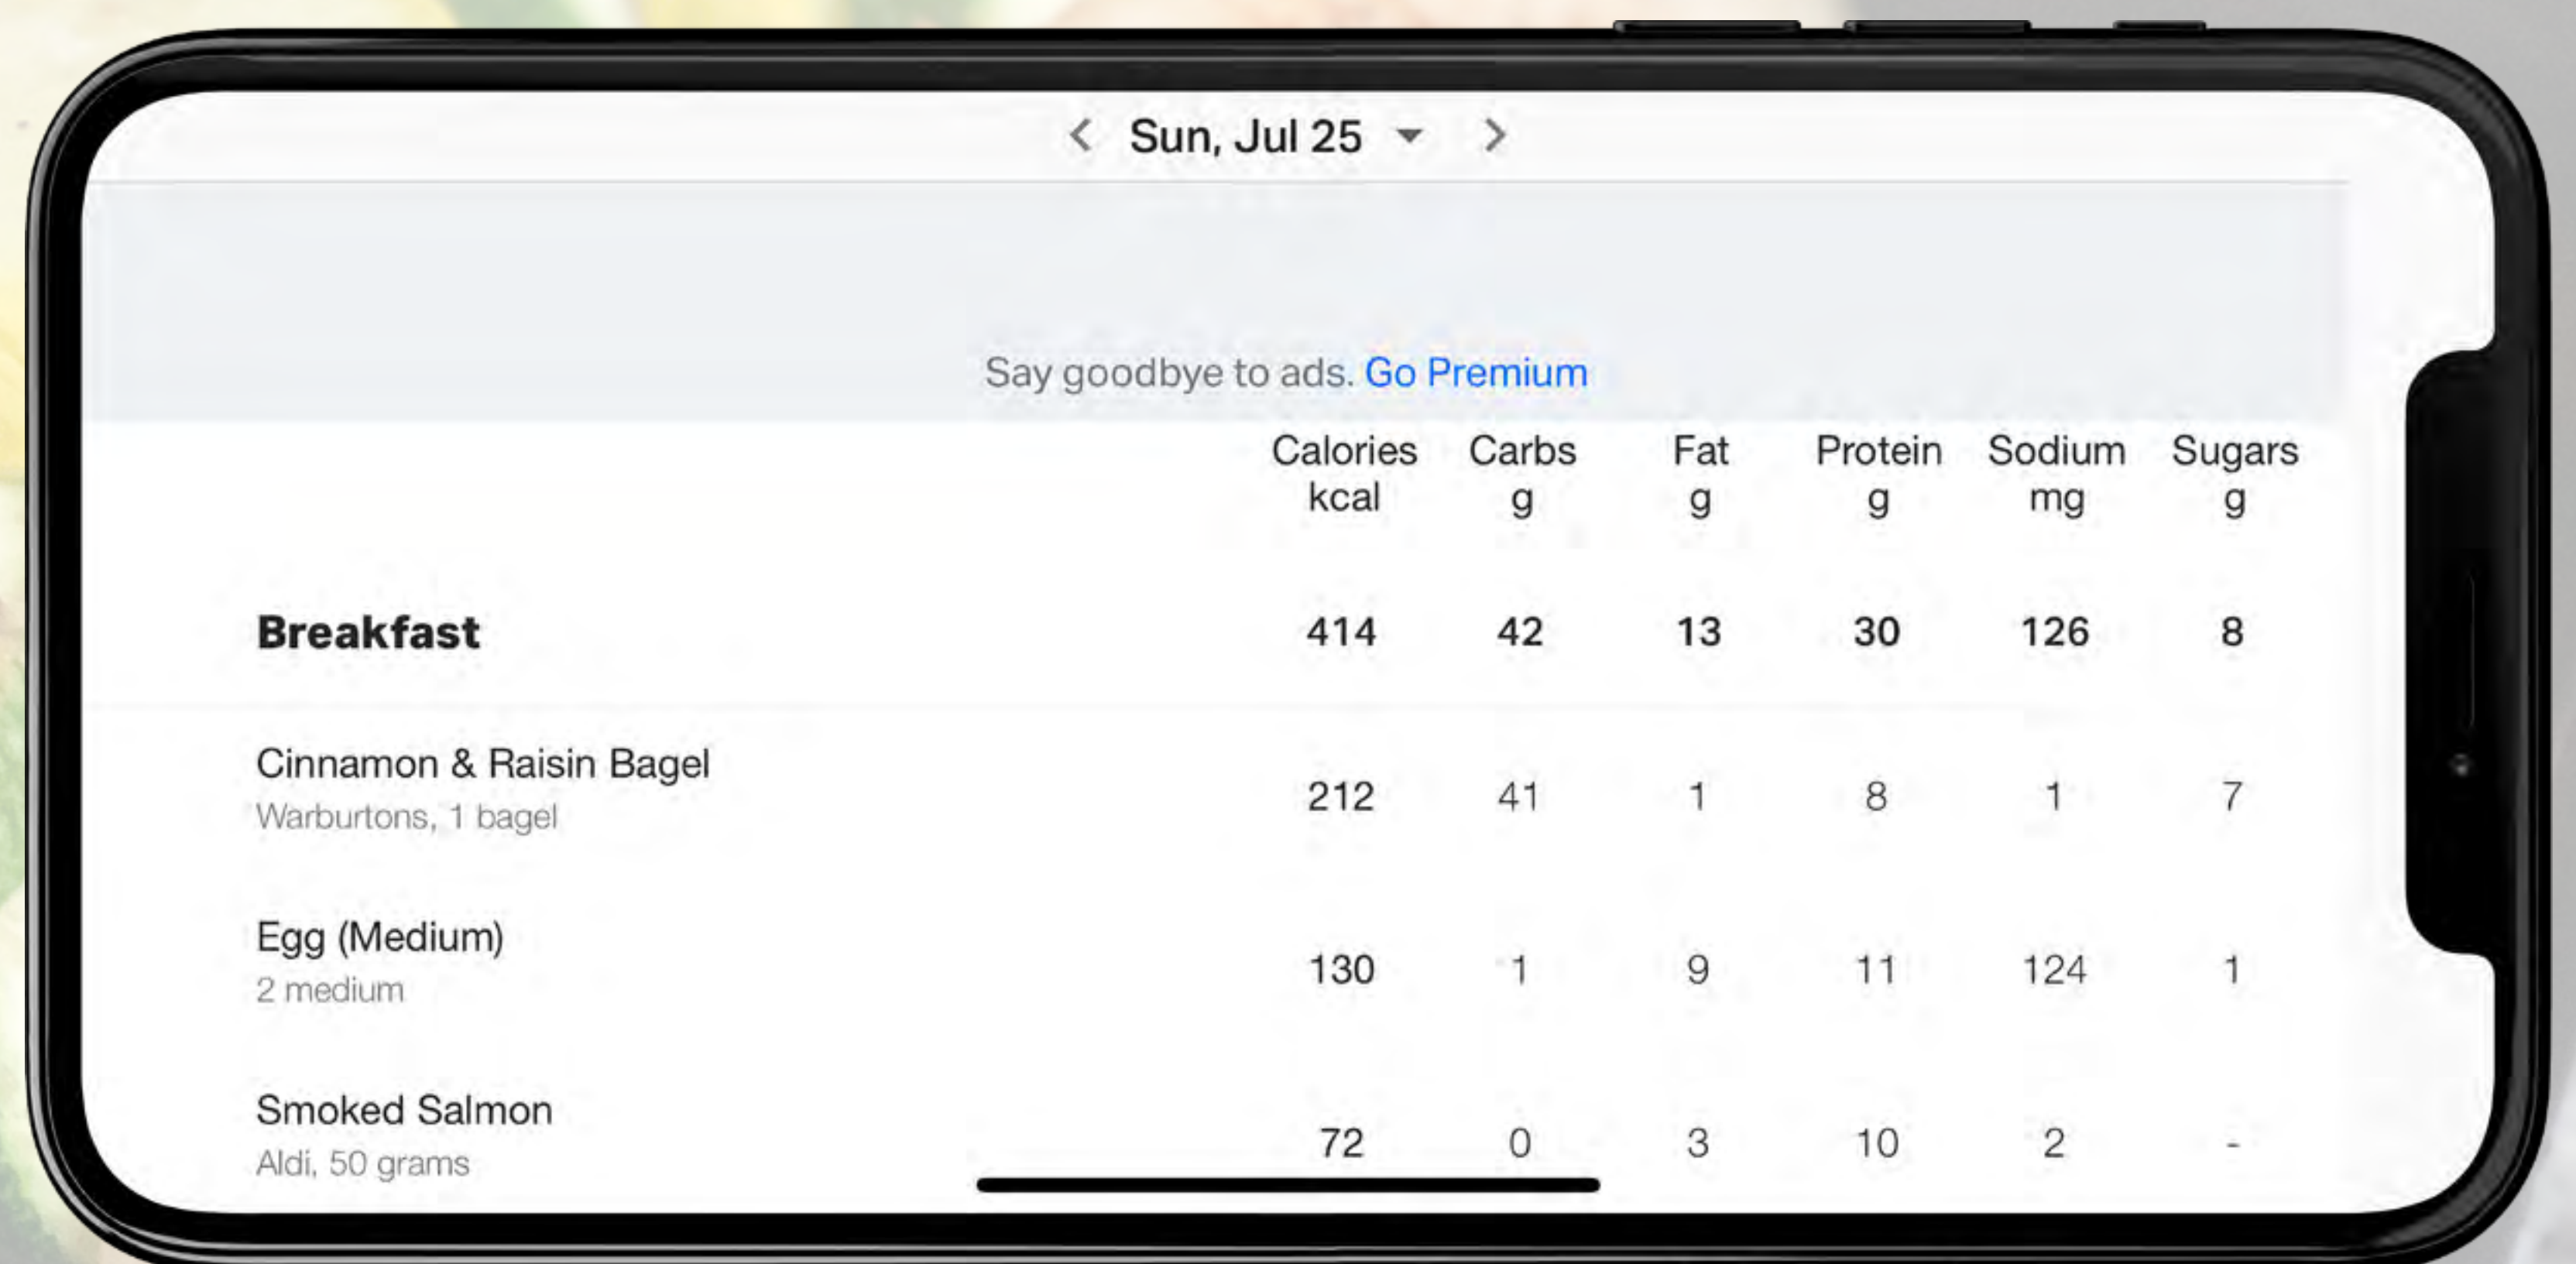 Sun, Jul 25
Say goodbye to ads. Go Premium
Calories Carbs Fat Protein Sodium Sugars
kcal g g g mg g
Breakfast 414 42 13 30 126 8
Cinnamon & Raisin Bagel
Warburtons, 1 bagel
212 41 1 8 1 7
Egg (Medium)
2 medium
130 1 9 11 124 1
Smoked Salmon
Aldi, 50 grams
72 0 3 10 2 -